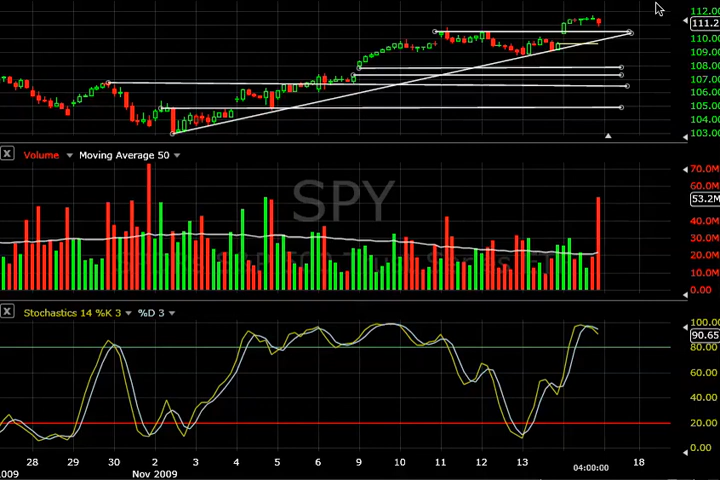 112.00
111.2
110.00
109.00
108.00
107.00
106.00
105.00
104.00
103.00
X Volume Moving Average 50
70.0M
60.0M
SPY
53.2M
40.0M
30.0M
20.0M
10.0M
0.00
X Stochastics 14 %K 3 %D 3
100.00
90.65
80.00
60.00
40.00
20.00
0.00
28 29 30 2 3 4 5 6 9 10 11 12 13 18
2009 Nov 2009 04:00:00